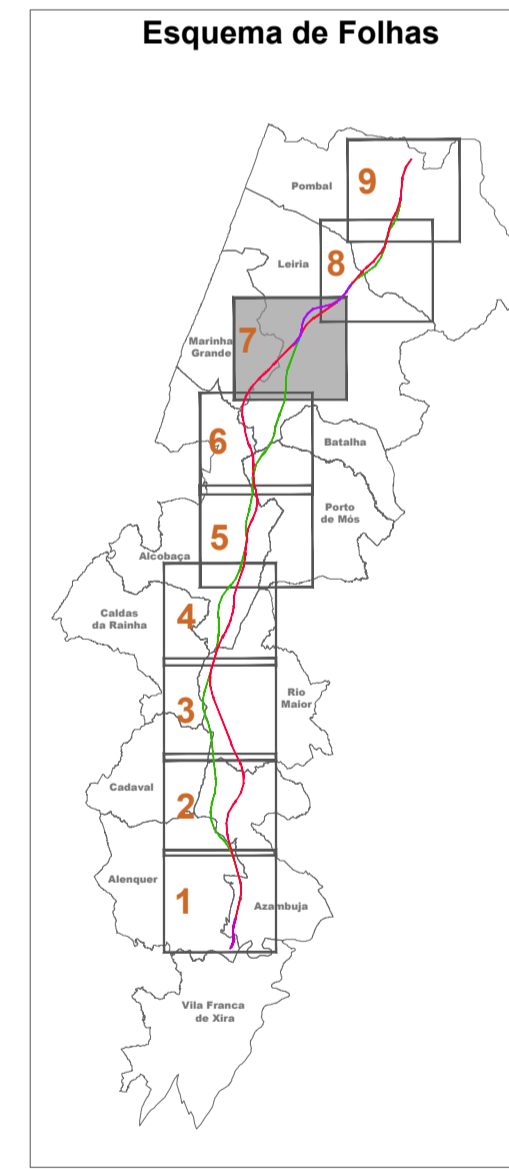 Esquema de Folhas
9
Pombal
8
Leiria
7
Marinha
Grande
6
Batalha
5
Porto
de Mós
Alcobaça
4
Caldas
da Rainha
3
Rio
Maior
2
Cadaval
1
Alenquer
Azambuja
Vila Franca
de Xira